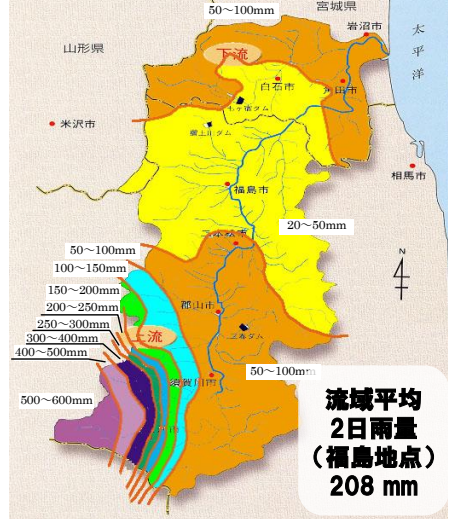 50～100mm
宮城県
岩沼市
太平洋
山形県
下流
白石市
角田市
七ヶ宿ダム
摺上川ダム
米沢市
相馬市
福島市
20～50mm
二本松市
50～100mm
100～150mm
150～200mm
200～250mm
250～300mm
300～400mm
400～500mm
上流
郡山市
三春ダム
50～100mm
須賀川市
500～600mm
N
流域平均
2日雨量
（福島地点）
208 mm